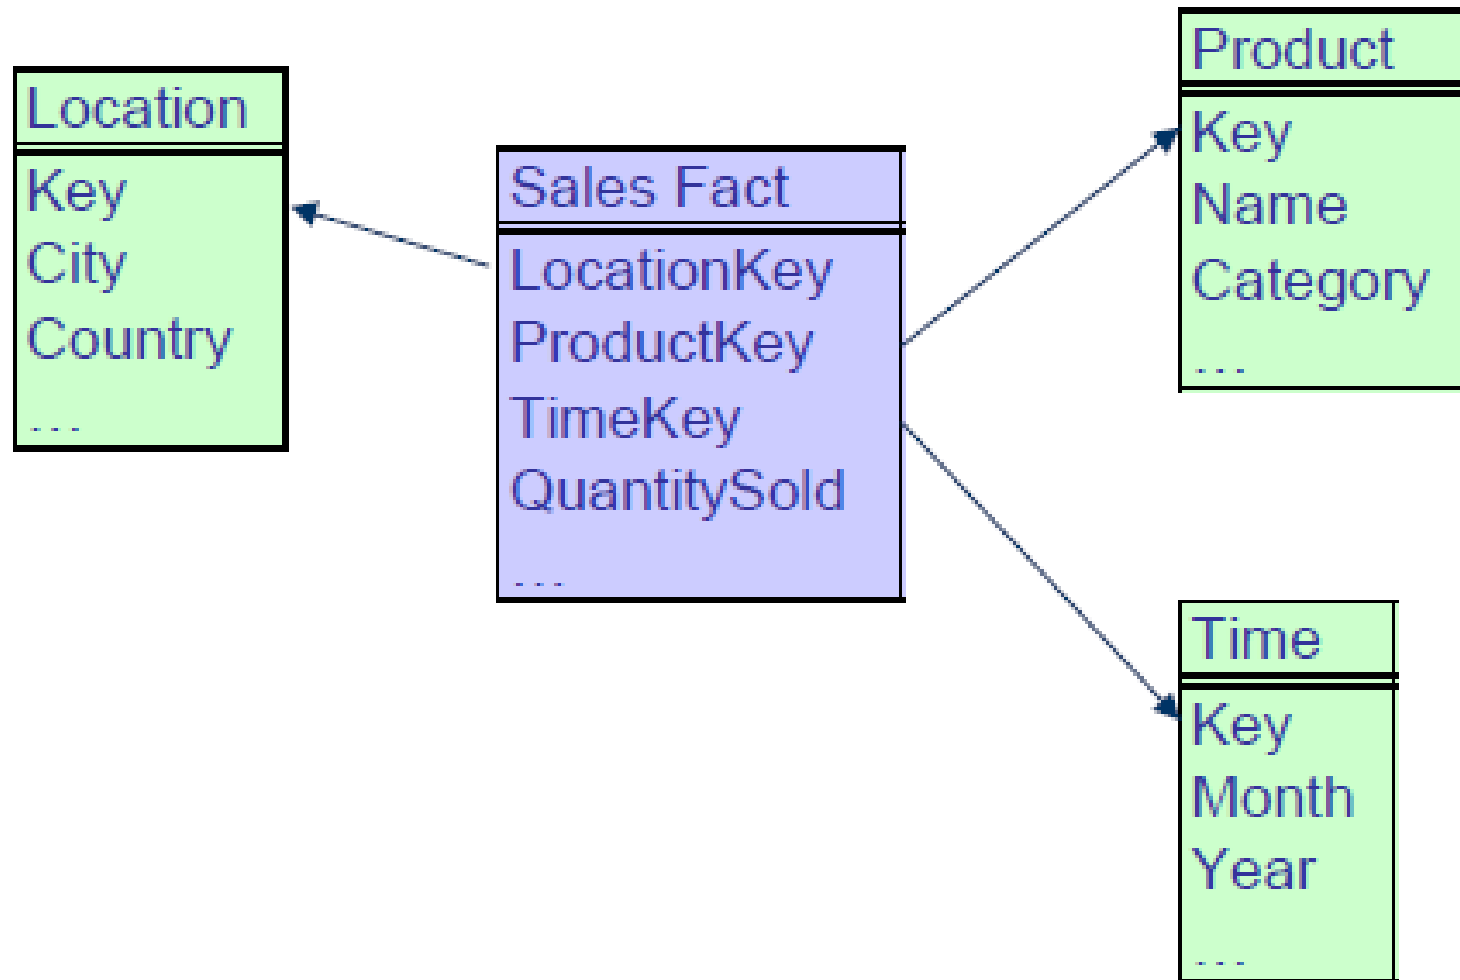 Location
Key
City
Country
...
Sales Fact
LocationKey
ProductKey
TimeKey
QuantitySold
...
Product
Key
Name
Category
...
Time
Key
Month
Year
...